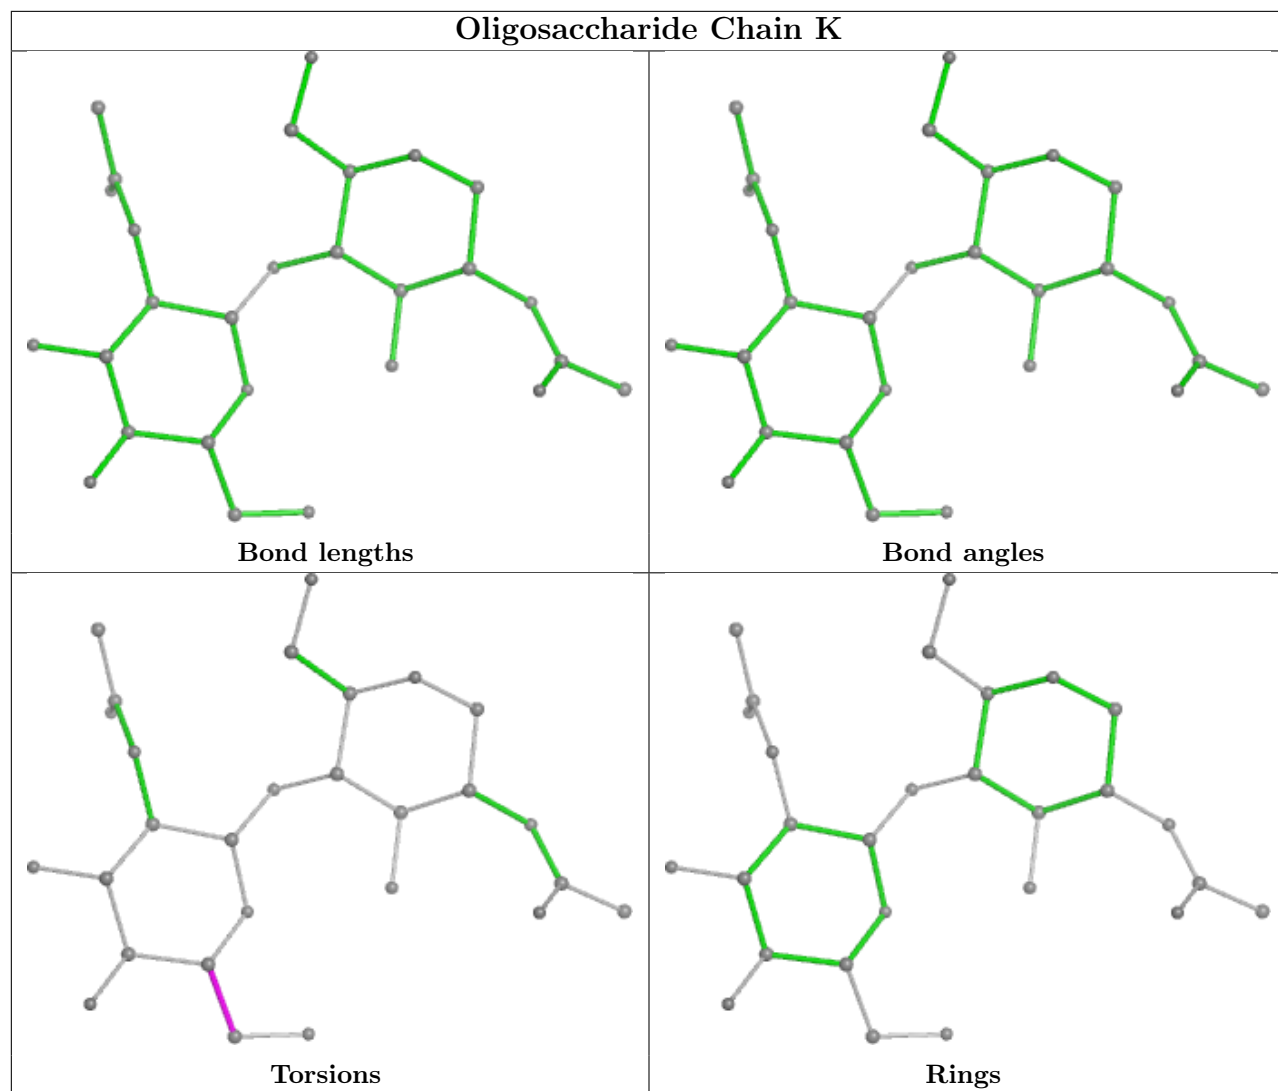 Oligosaccharide Chain K
Bond lengths
Bond angles
Torsions
Rings